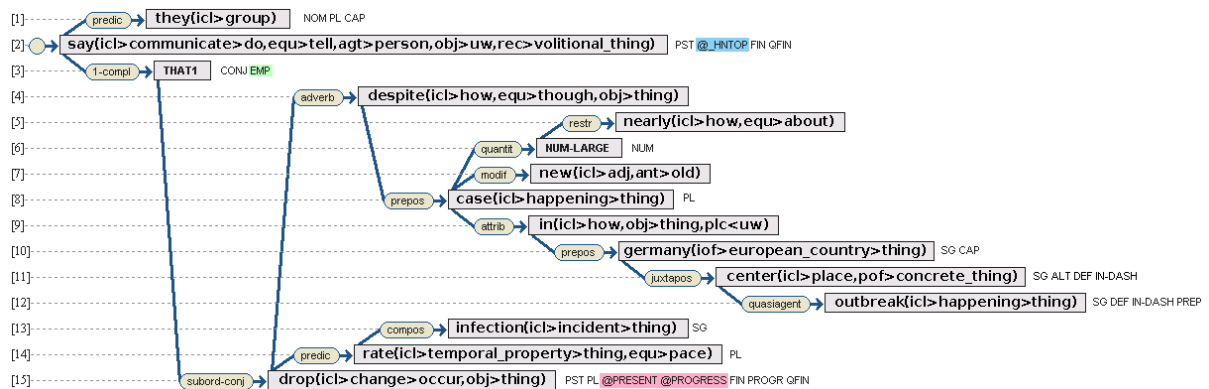 [1] predic they(icl>group) NOM PL CAP
[2] say(icl>communicate>do,equ>tell,agt>person,obj>uw,rec>volitional_thing) PST @_HNTOP FIN QFIN
[3] 1-compl THAT1 CONJ EMP
[4] adverb despite(icl>how,equ>though,obj>thing)
[5] restr nearly(icl>how,equ>about)
[6] quantit NUM-LARGE NUM
[7] modif new(icl>adj,ant>old)
[8] prepos case(icl>happening>thing) PL
[9] attrib in(icl>how,obj>thing,plc<uw)
[10] prepos germany(iof>european_country>thing) SG CAP
[11] juxtapos center(icl>place,pof>concrete_thing) SG ALT DEF IN-DASH
[12] quasiagent outbreak(icl>happening>thing) SG DEF IN-DASH PREP
[13] compos infection(icl>incident>thing) SG
[14] predic rate(icl>temporal_property>thing,equ>pace) PL
[15] subord-conj drop(icl>change>occur,obj>thing) PST PL @PRESENT @PROGRESS FIN PROGR QFIN